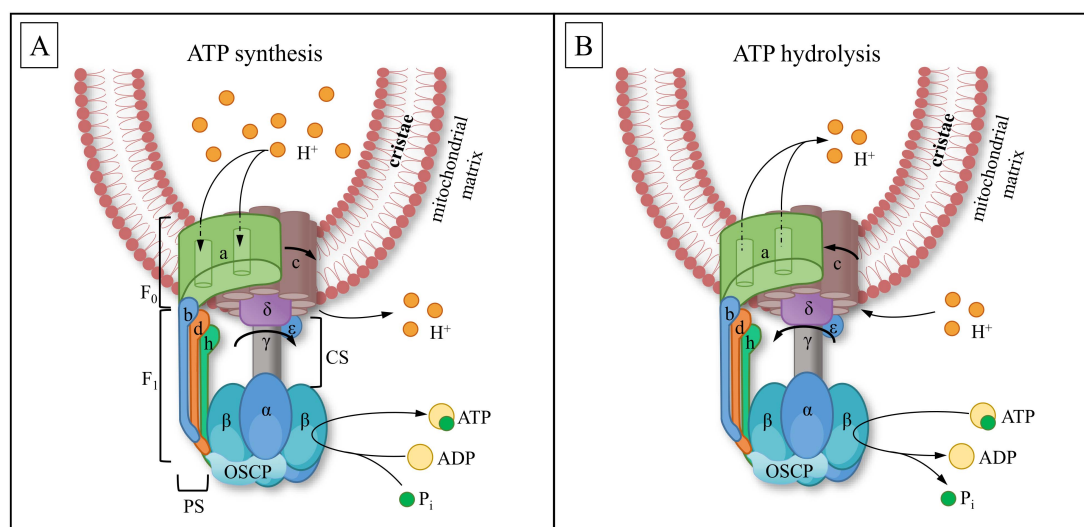 A
ATP synthesis
H⁺
cristae
mitochondrial
matrix
a
c
F₀
b
d
h
δ
ε
γ
H⁺
CS
F₁
β
α
β
ATP
ADP
OSCP
PS
Pᵢ
B
ATP hydrolysis
H⁺
cristae
mitochondrial
matrix
a
c
b
d
h
δ
ε
γ
H⁺
β
α
β
ATP
ADP
OSCP
Pᵢ